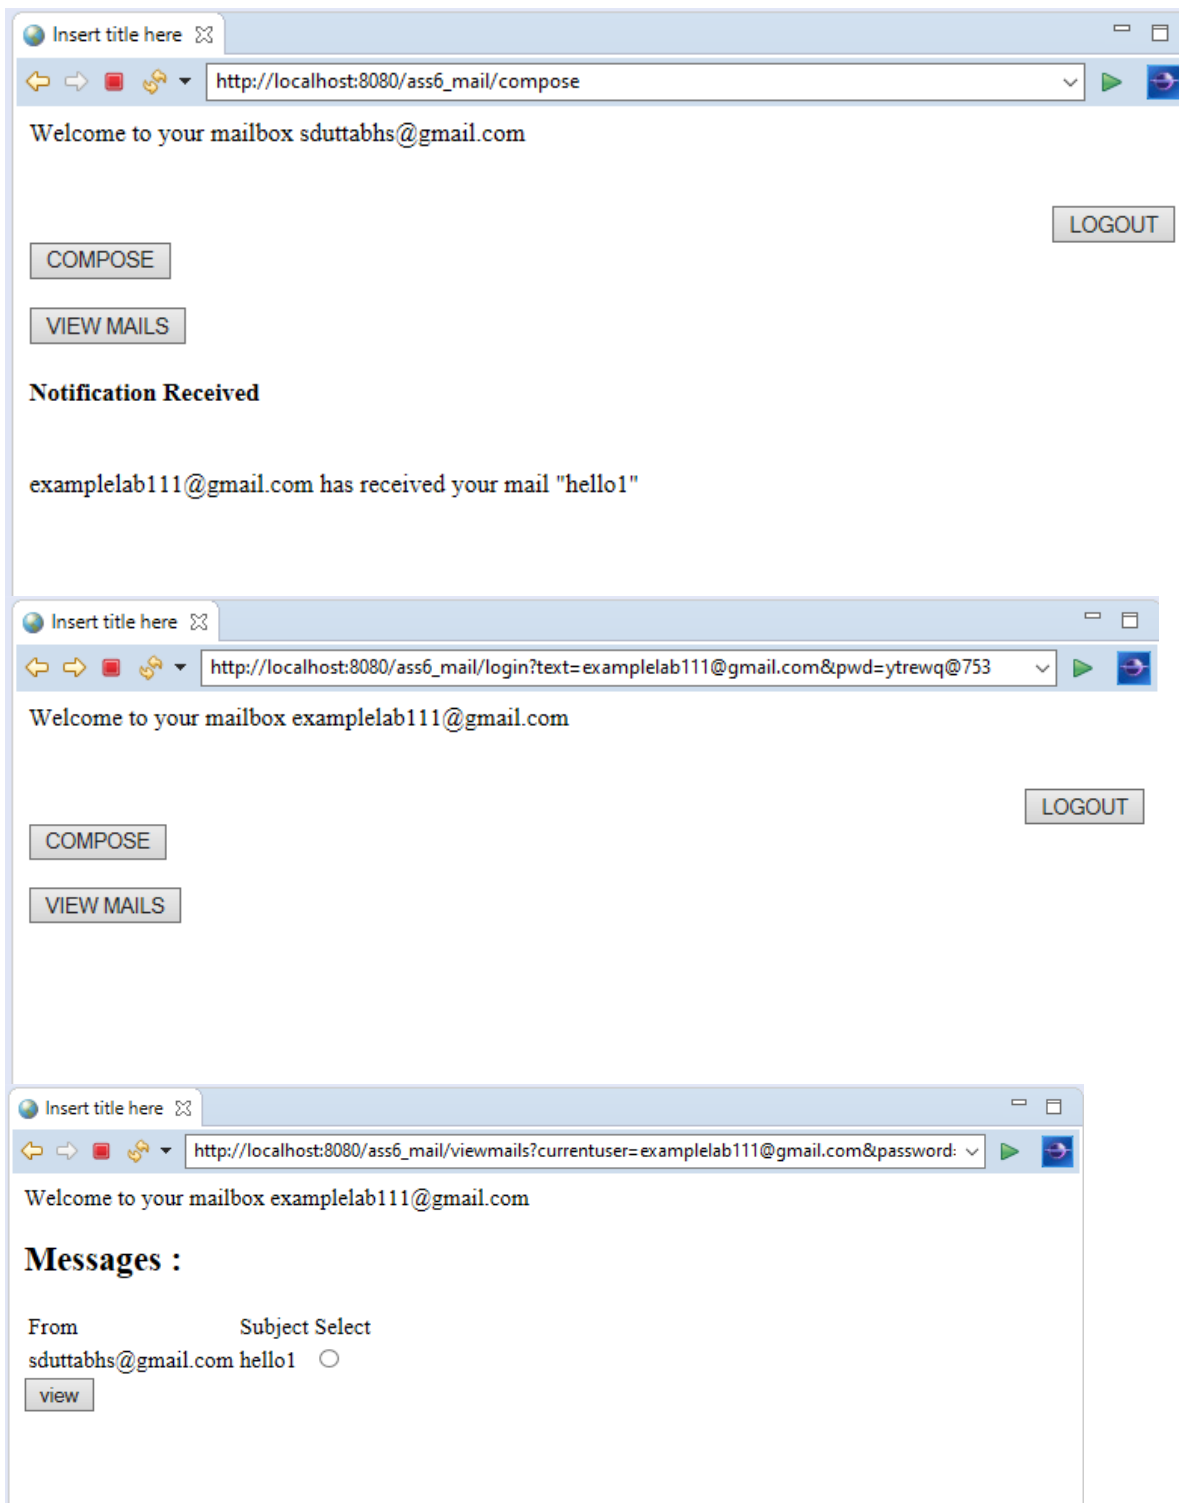 Insert title here
http://localhost:8080/ass6_mail/compose
Welcome to your mailbox sduttabhs@gmail.com
LOGOUT
COMPOSE
VIEW MAILS
Notification Received
examplelab111@gmail.com has received your mail "hello1"
Insert title here
http://localhost:8080/ass6_mail/login?text=examplelab111@gmail.com&pwd=ytrewq@753
Welcome to your mailbox examplelab111@gmail.com
LOGOUT
COMPOSE
VIEW MAILS
Insert title here
http://localhost:8080/ass6_mail/viewmails?currentuser=examplelab111@gmail.com&password:
Welcome to your mailbox examplelab111@gmail.com
Messages :
From Subject Select
sduttabhs@gmail.com hello1
view